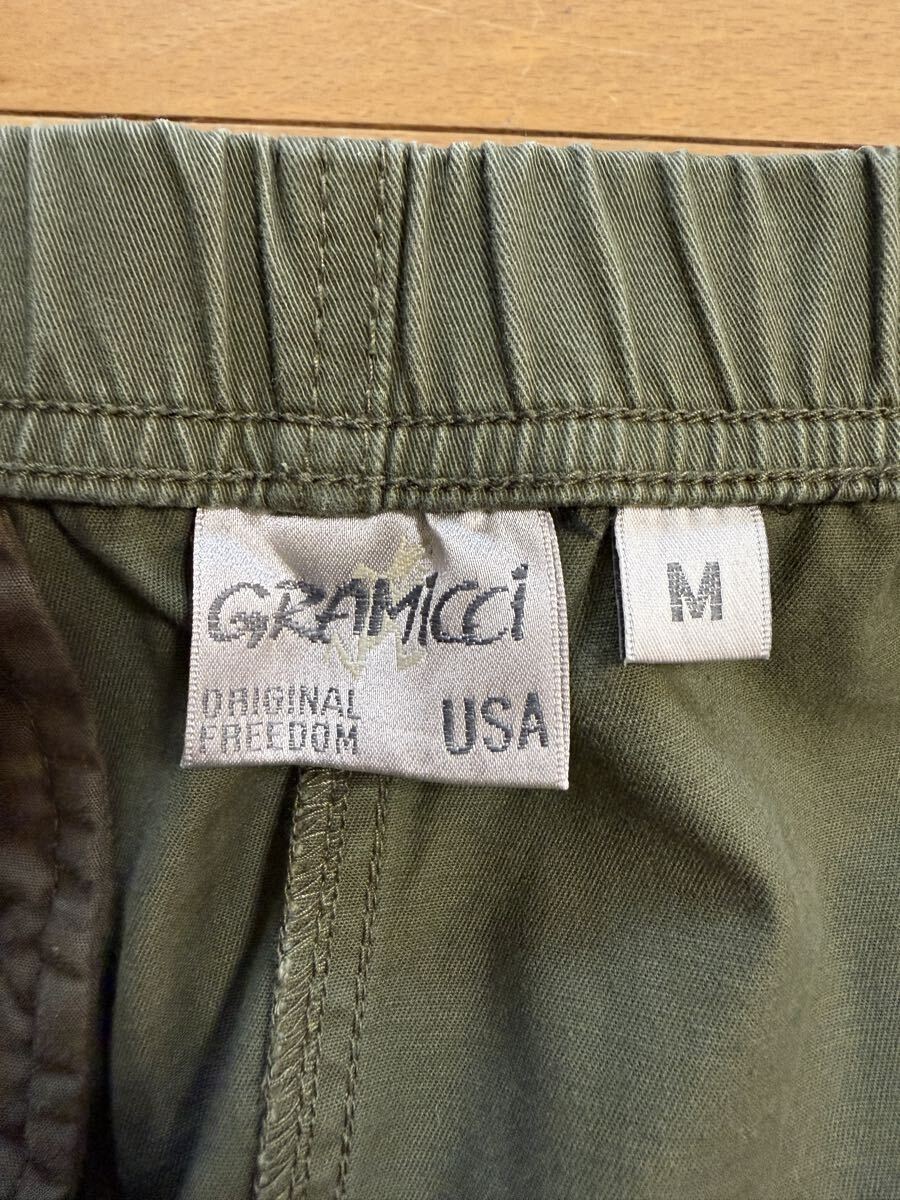 GRAMiCCi
ORIGINAL
FREEDOM
USA
M